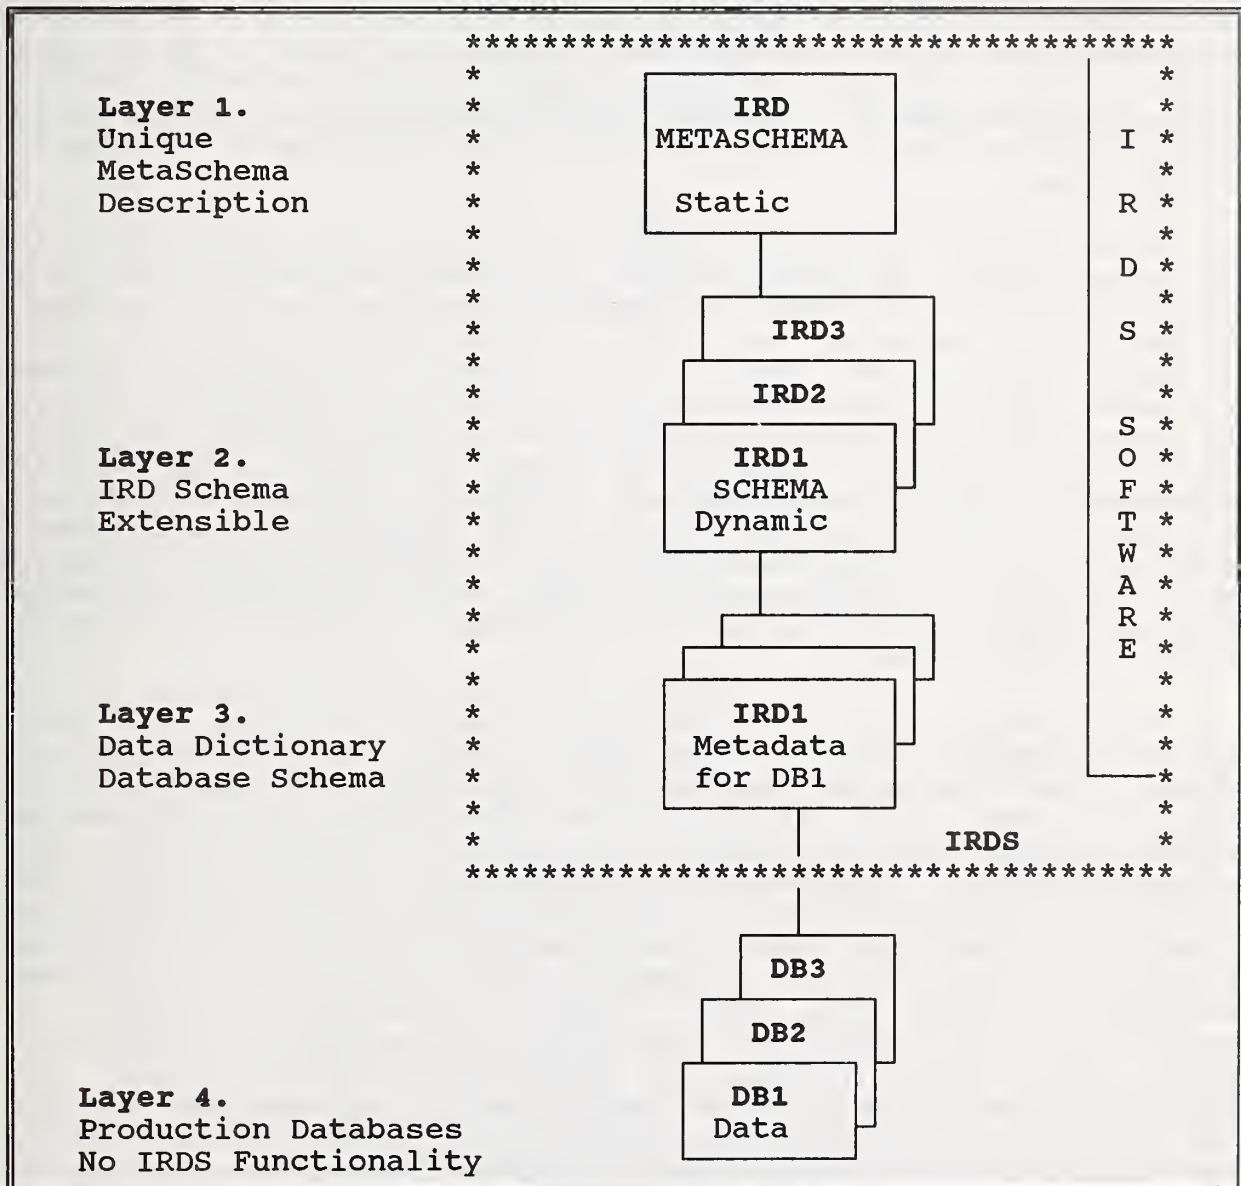 Layer 1.
Unique
MetaSchema
Description
IRD
METASCHEMA
Static
IRD3
IRD2
Layer 2.
IRD Schema
Extensible
IRD1
SCHEMA
Dynamic
Layer 3.
Data Dictionary
Database Schema
IRD1
Metadata
for DB1
IRDS SOFTWARE
IRDS
DB3
DB2
DB1
Data
Layer 4.
Production Databases
No IRDS Functionality